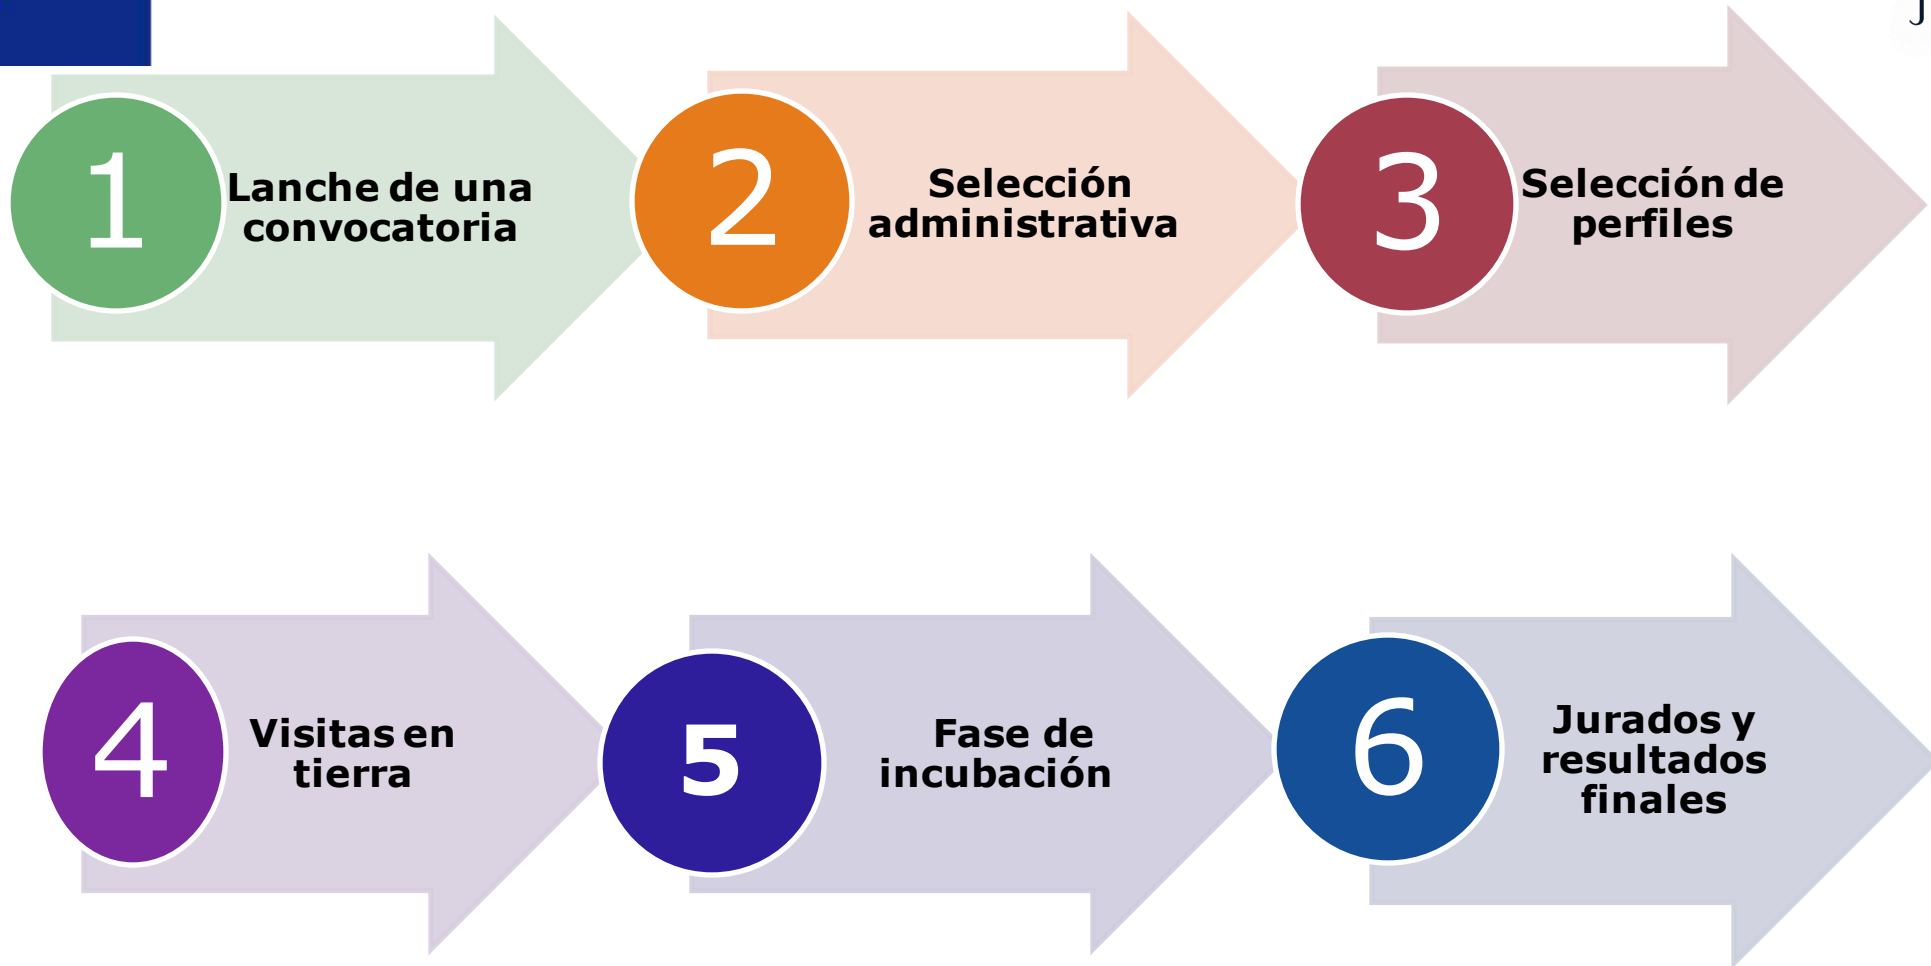 1
Lanche de una
convocatoria
2
Selección
administrativa
3
Selección de
perfiles
4
Visitas en
tierra
5
Fase de
incubación
6
Jurados y
resultados
finales